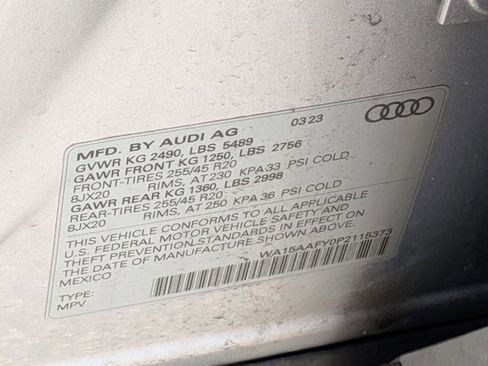 MFD. BY AUDI AG 03 23
GVWR KG 2490, LBS 5489
GAWR FRONT KG 1250, LBS 2756
FRONT-TIRES 255/45 R20
8JX20 RIMS, AT 230 KPA 33 PSI COLD
GAWR REAR KG 1360, LBS 2998
REAR-TIRES 255/45 R20
8JX20 RIMS, AT 250 KPA 36 PSI COLD
THIS VEHICLE CONFORMS TO ALL APPLICABLE
U.S. FEDERAL MOTOR VEHICLE SAFETY, BUMPER, AND
THEFT PREVENTION STANDARDS IN EFFECT ON
THE DATE OF MANUFACTURE SHOWN ABOVE.
MEXICO
WA15AAFY0P2115373
TYPE:
MPV